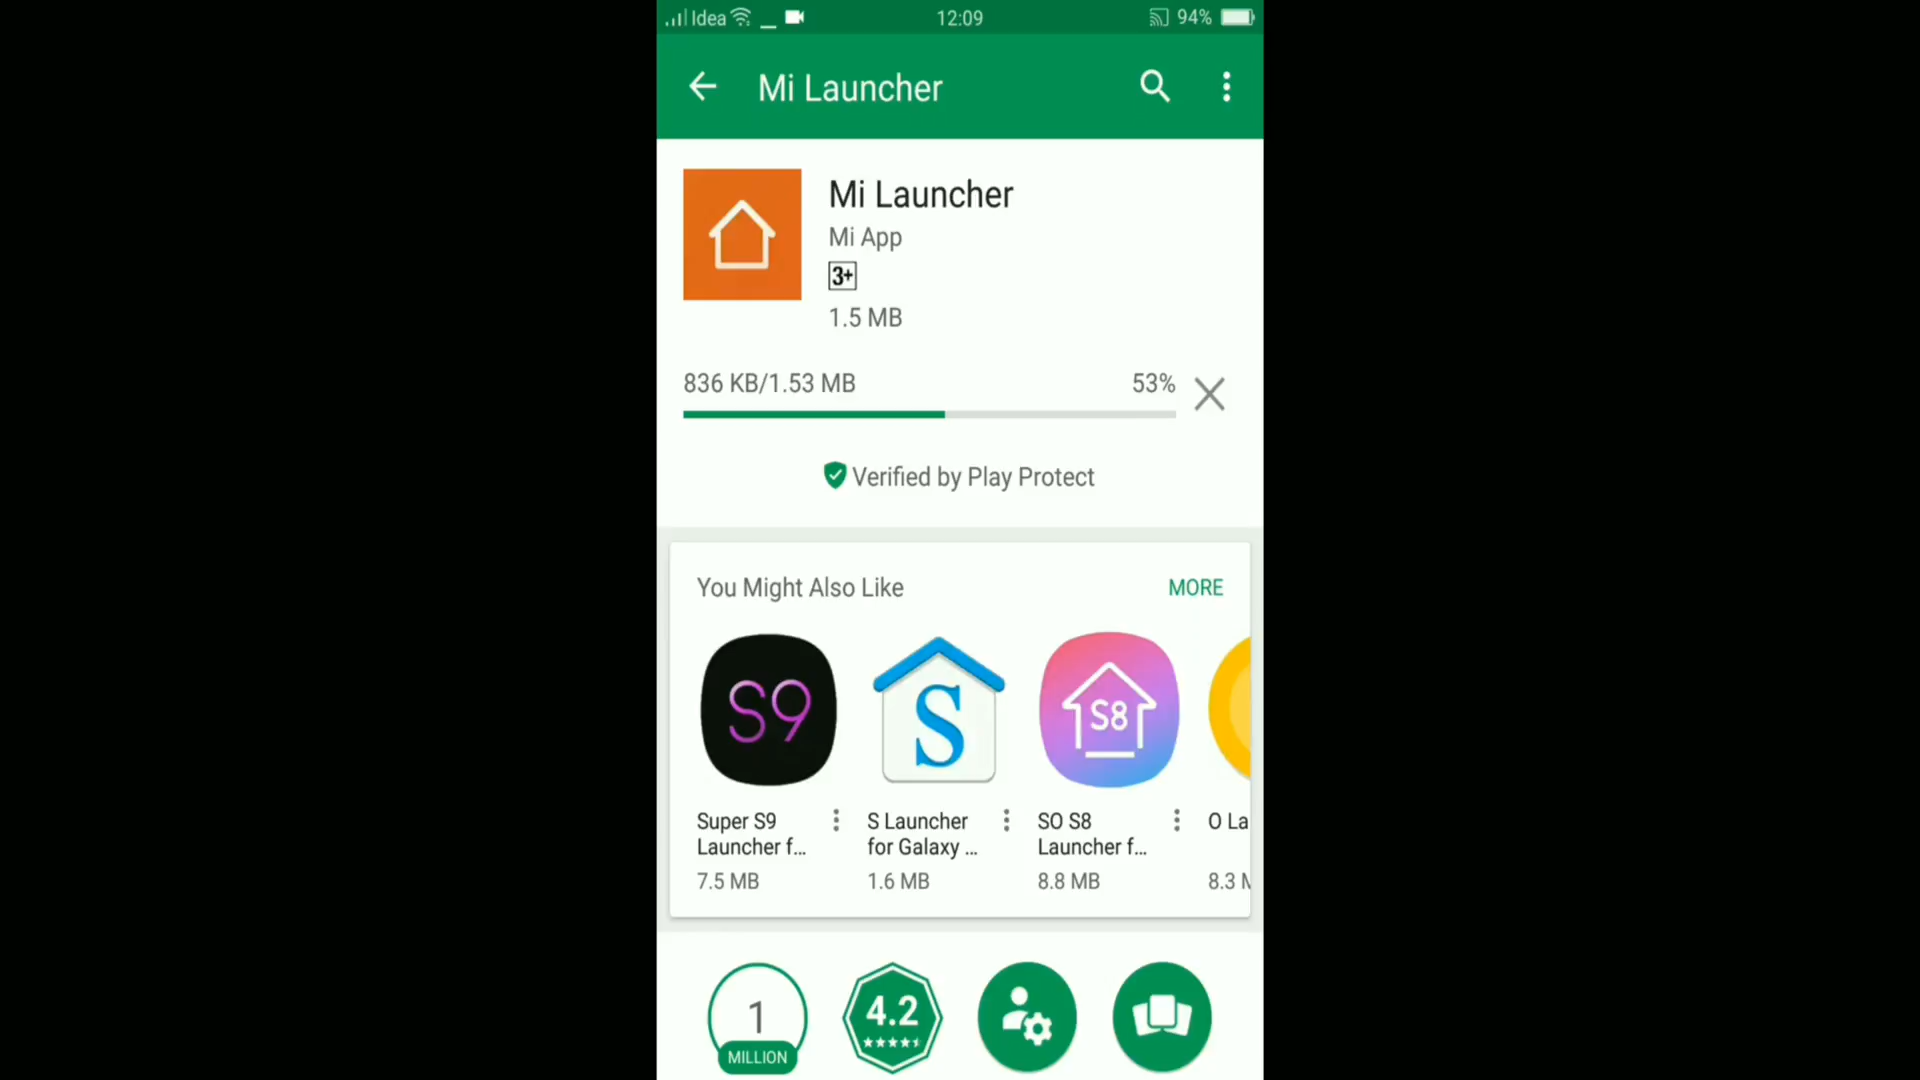 Idea 12:09 94%
Mi Launcher
Mi Launcher
Mi App
3+
1.5 MB
836 KB/1.53 MB 53%
Verified by Play Protect
You Might Also Like MORE
S9 S S8
Super S9 S Launcher SO S8 O La
Launcher f... for Galaxy ... Launcher f...
7.5 MB 1.6 MB 8.8 MB 8.3 M
1 4.2
MILLION